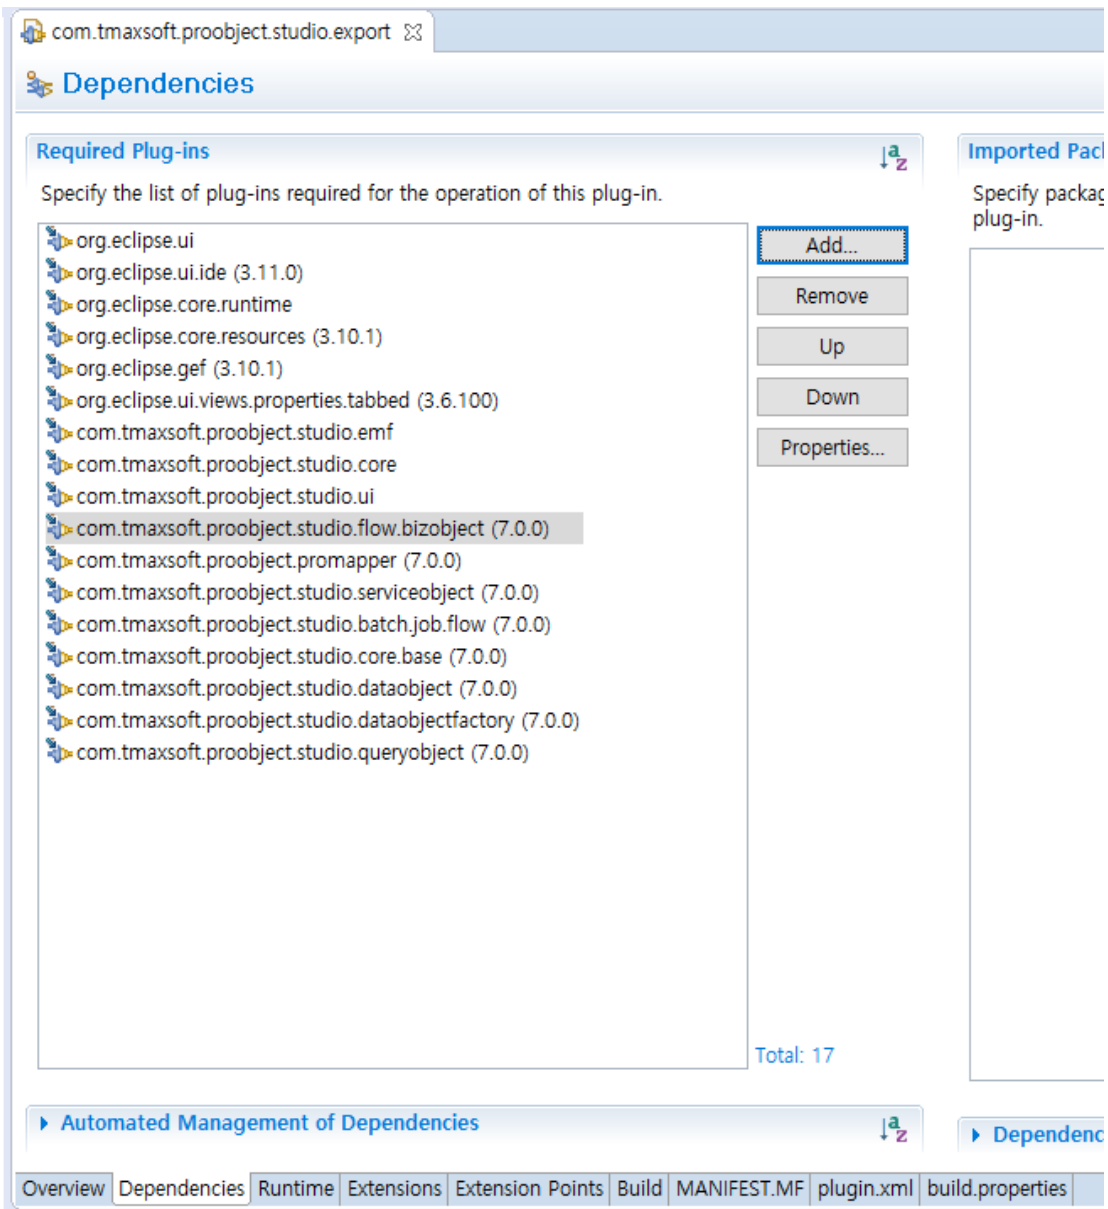 com.tmaxsoft.proobject.studio.export
Dependencies
Required Plug-ins
Specify the list of plug-ins required for the operation of this plug-in.
org.eclipse.ui
org.eclipse.ui.ide (3.11.0)
org.eclipse.core.runtime
org.eclipse.core.resources (3.10.1)
org.eclipse.gef (3.10.1)
org.eclipse.ui.views.properties.tabbed (3.6.100)
com.tmaxsoft.proobject.studio.emf
com.tmaxsoft.proobject.studio.core
com.tmaxsoft.proobject.studio.ui
com.tmaxsoft.proobject.studio.flow.bizobject (7.0.0)
com.tmaxsoft.proobject.promapper (7.0.0)
com.tmaxsoft.proobject.studio.serviceobject (7.0.0)
com.tmaxsoft.proobject.studio.batch.job.flow (7.0.0)
com.tmaxsoft.proobject.studio.core.base (7.0.0)
com.tmaxsoft.proobject.studio.dataobject (7.0.0)
com.tmaxsoft.proobject.studio.dataobjectfactory (7.0.0)
com.tmaxsoft.proobject.studio.queryobject (7.0.0)
Add...
Remove
Up
Down
Properties...
Total: 17
Imported Pac
Specify packag
plug-in.
Automated Management of Dependencies
Dependenc
Overview Dependencies Runtime Extensions Extension Points Build MANIFEST.MF plugin.xml build.properties